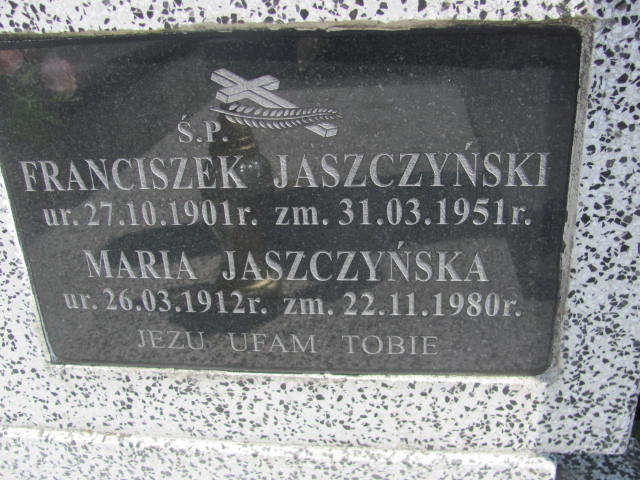 Ś.P.
FRANCISZEK JASZCZYŃSKI
ur. 27.10.1901r. zm. 31.03.1951r.
MARIA JASZCZYŃSKA
ur. 26.03.1912r. zm. 22.11.1980r.
JEZU UFAM TOBIE